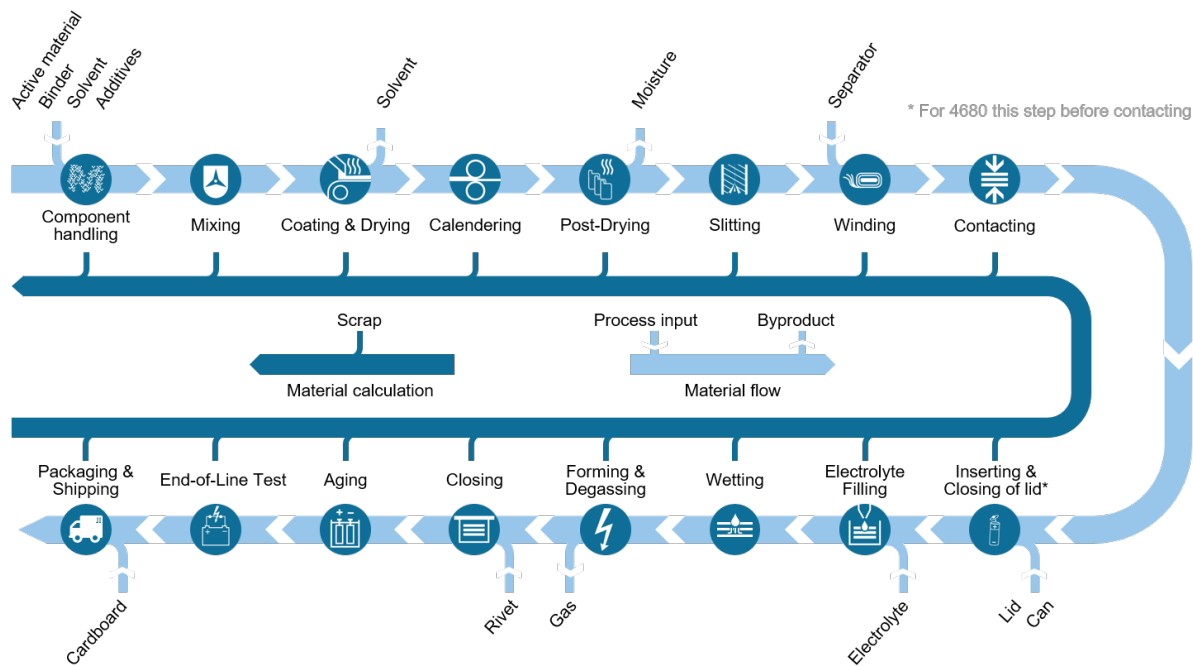 Active material
Binder
Solvent
Additives
Solvent
Moisture
Separator
* For 4680 this step before contacting
Component
handling
Mixing
Coating & Drying
Calendering
Post-Drying
Slitting
Winding
Contacting
Scrap
Material calculation
Process input
Byproduct
Material flow
Packaging &
Shipping
End-of-Line Test
Aging
Closing
Forming &
Degassing
Wetting
Electrolyte
Filling
Inserting &
Closing of lid*
Cardboard
Rivet
Gas
Electrolyte
Lid
Can